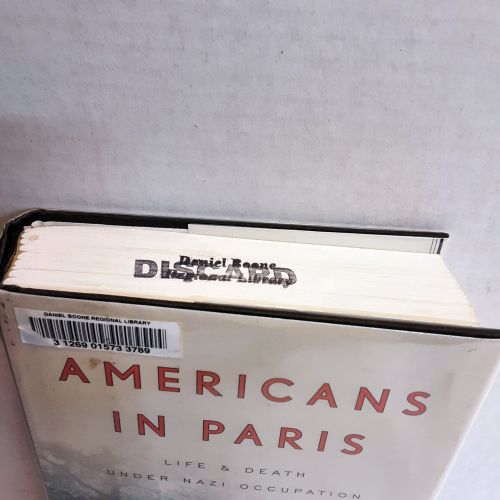 Daniel Boone
DISCARD
Regional Library
DANIEL BOONE REGIONAL LIBRARY
3 1269 01573 3789
AMERICANS
IN PARIS
LIFE & DEATH
UNDER NAZI OCCUPATION